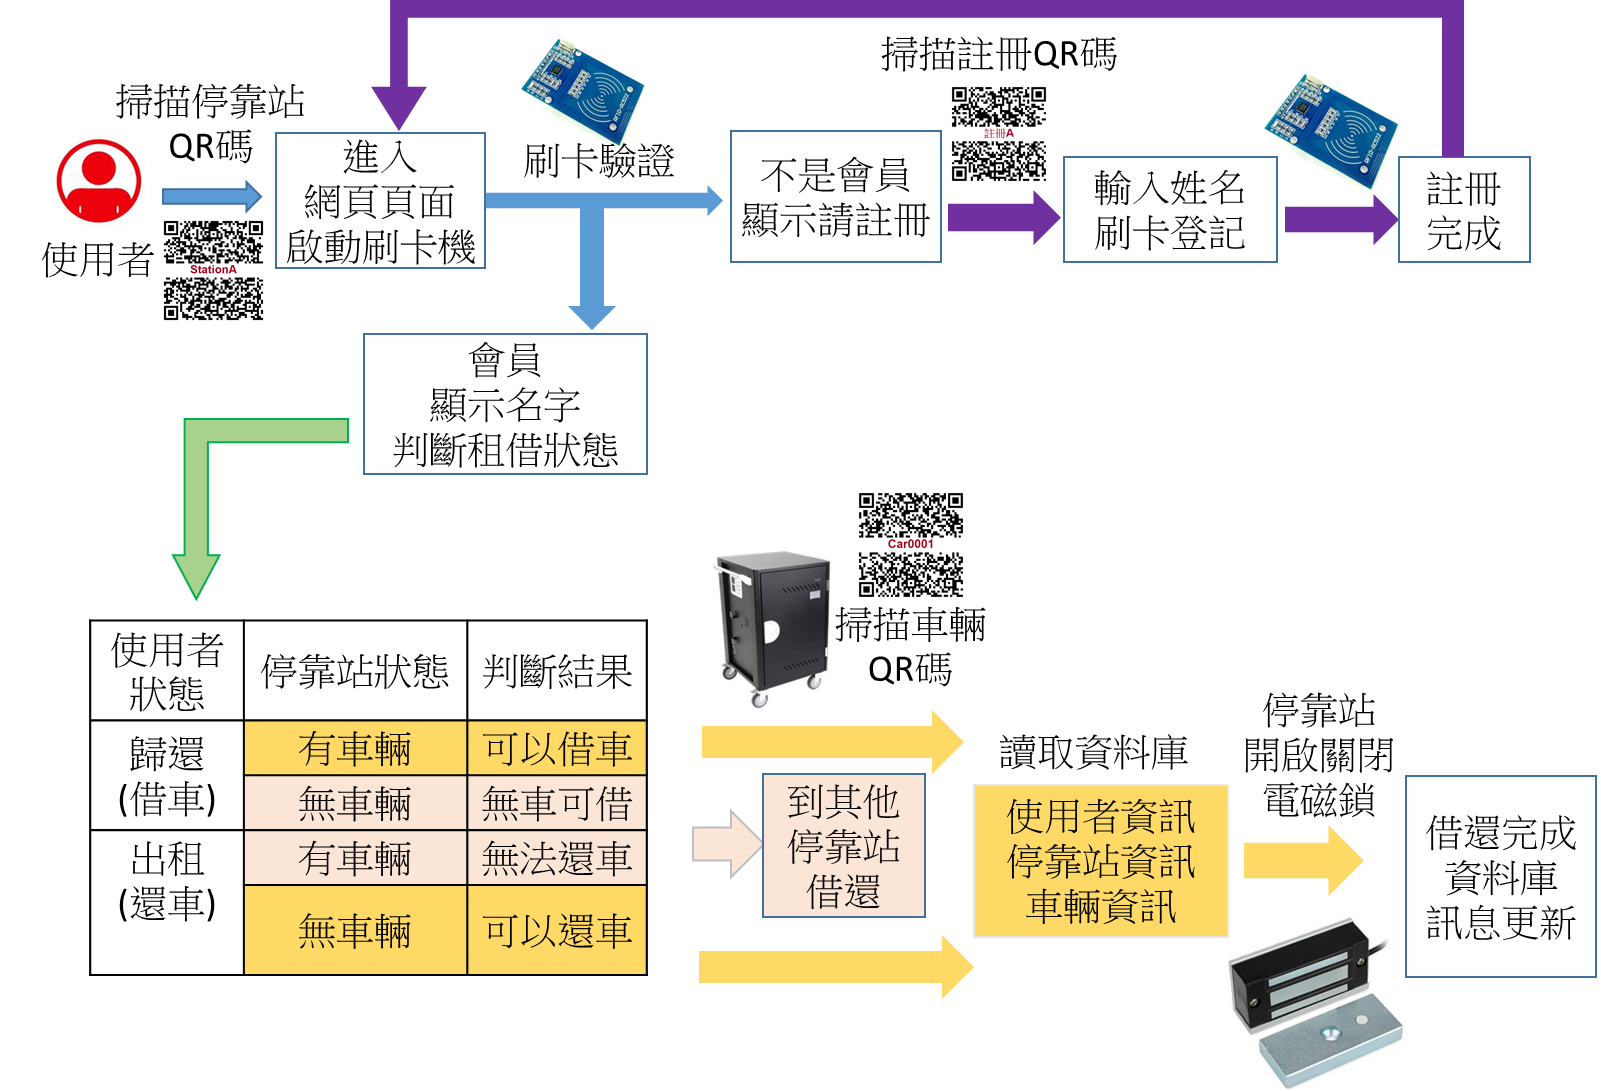 掃描停靠站
QR碼
使用者
StationA
進入
網頁頁面
啟動刷卡機
刷卡驗證
不是會員
顯示請註冊
掃描註冊QR碼
註冊A
輸入姓名
刷卡登記
註冊
完成
會員
顯示名字
判斷租借狀態
使用者
狀態
停靠站狀態
判斷結果
歸還
(借車)
有車輛
可以借車
無車輛
無車可借
出租
(還車)
有車輛
無法還車
無車輛
可以還車
Car0001
掃描車輛
QR碼
到其他
停靠站
借還
讀取資料庫
使用者資訊
停靠站資訊
車輛資訊
停靠站
開啟關閉
電磁鎖
借還完成
資料庫
訊息更新